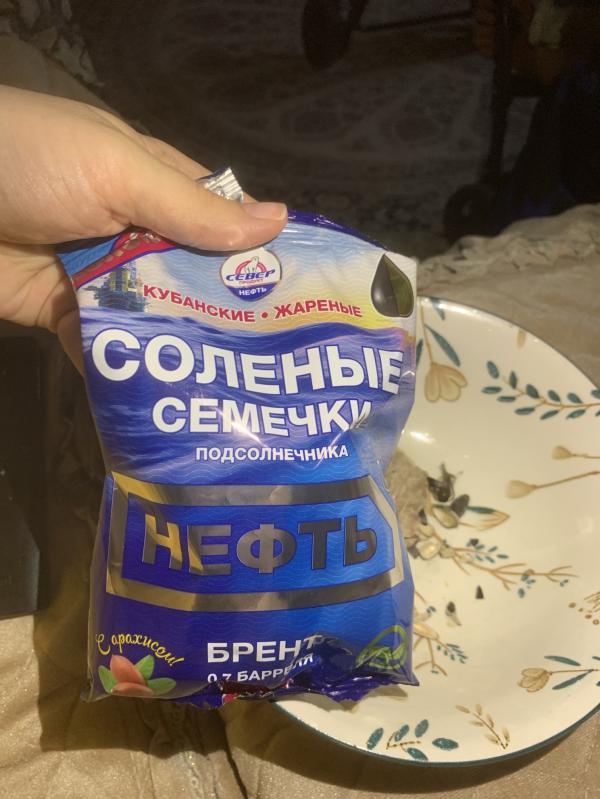 СЕВЕР
НЕФТЬ
КУБАНСКИЕ • ЖАРЕНЫЕ
СОЛЕНЫЕ
СЕМЕЧКИ
ПОДСОЛНЕЧНИКА
НЕФТЬ
С арахисом!
БРЕНТ
0,7 БАРРЕЛЯ